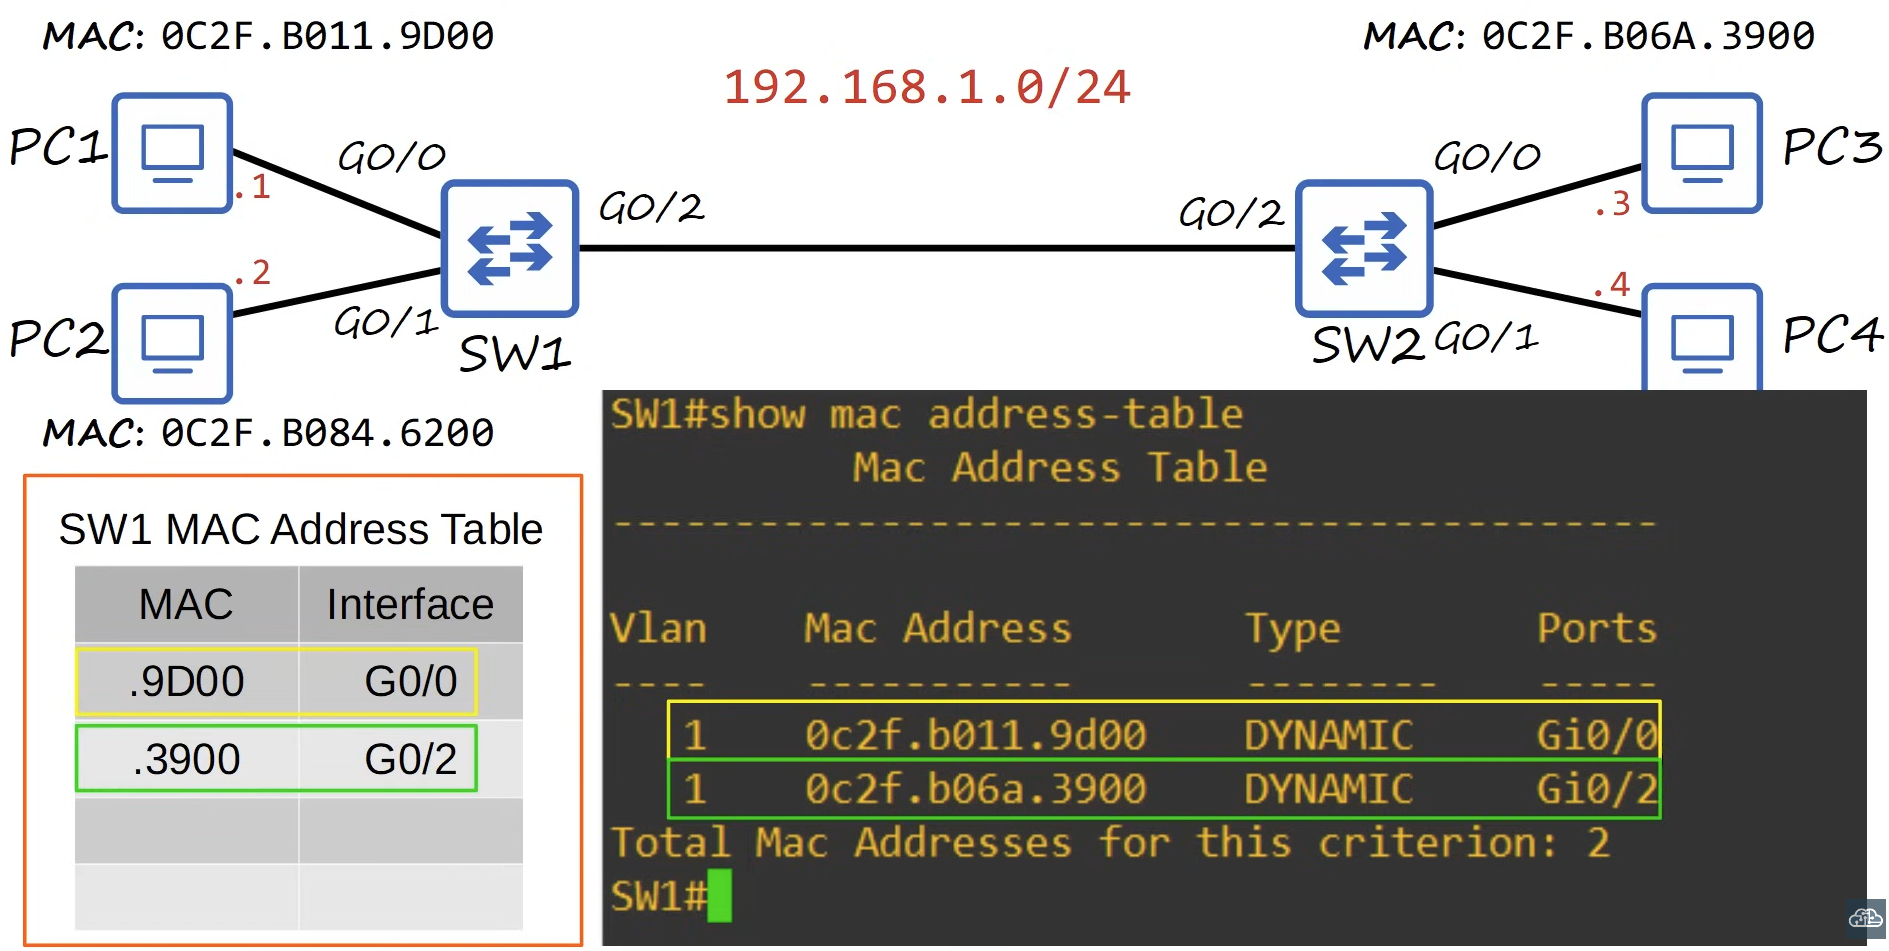 MAC: 0C2F.B011.9D00
MAC: 0C2F.B06A.3900
192.168.1.0/24
PC1
.1
G0/0
G0/2
G0/2
G0/0
.3
PC3
PC2
.2
G0/1
SW1
SW2
G0/1
.4
PC4
MAC: 0C2F.B084.6200
SW1 MAC Address Table
MAC Interface
.9D00 G0/0
.3900 G0/2
SW1#show mac address-table
Mac Address Table
-------------------------------------------
Vlan Mac Address Type Ports
---- ----------- -------- -----
1 0c2f.b011.9d00 DYNAMIC Gi0/0
1 0c2f.b06a.3900 DYNAMIC Gi0/2
Total Mac Addresses for this criterion: 2
SW1#